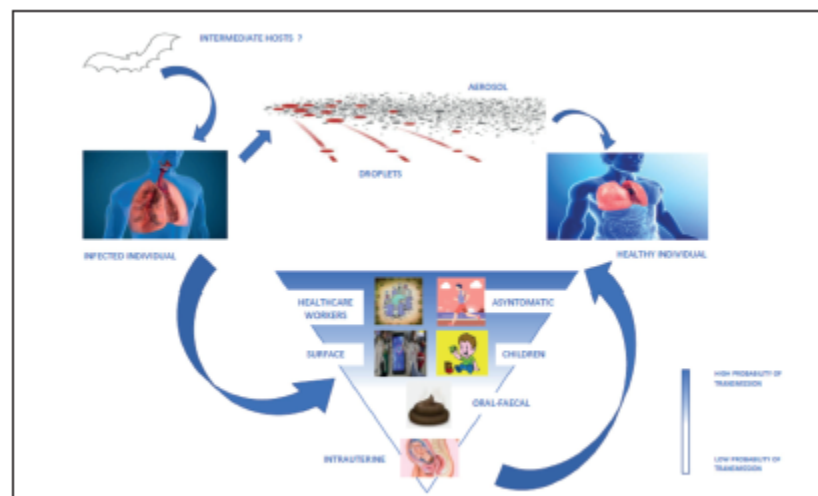 INTERMEDIATE HOSTS ?
AEROSOL
DROPLETS
INFECTED INDIVIDUAL
HEALTHY INDIVIDUAL
HEALTHCARE
WORKERS
ASYNTOMATIC
SURFACE
CHILDREN
ORAL-FAECAL
INTRAUTERINE
HIGH PROBABILITY OF
TRANSMISSION
LOW PROBABILITY OF
TRANSMISSION